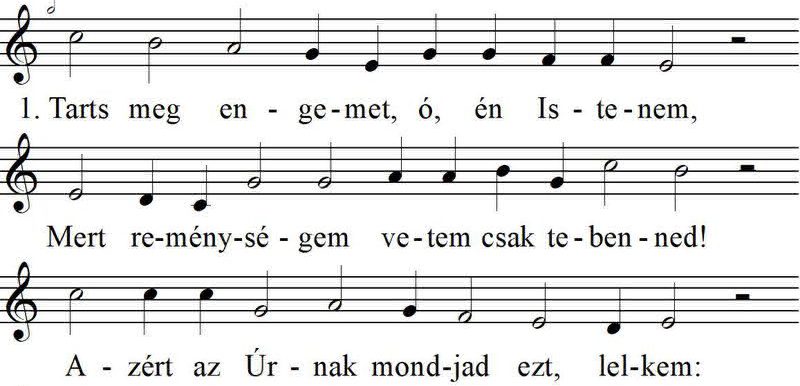 1. Tarts meg en - ge - met, ó, én Is - te - nem,
Mert re - mény - sé - gem ve - tem csak te - ben - ned!
A - zért az Úr - nak mond - jad ezt, lel - kem: